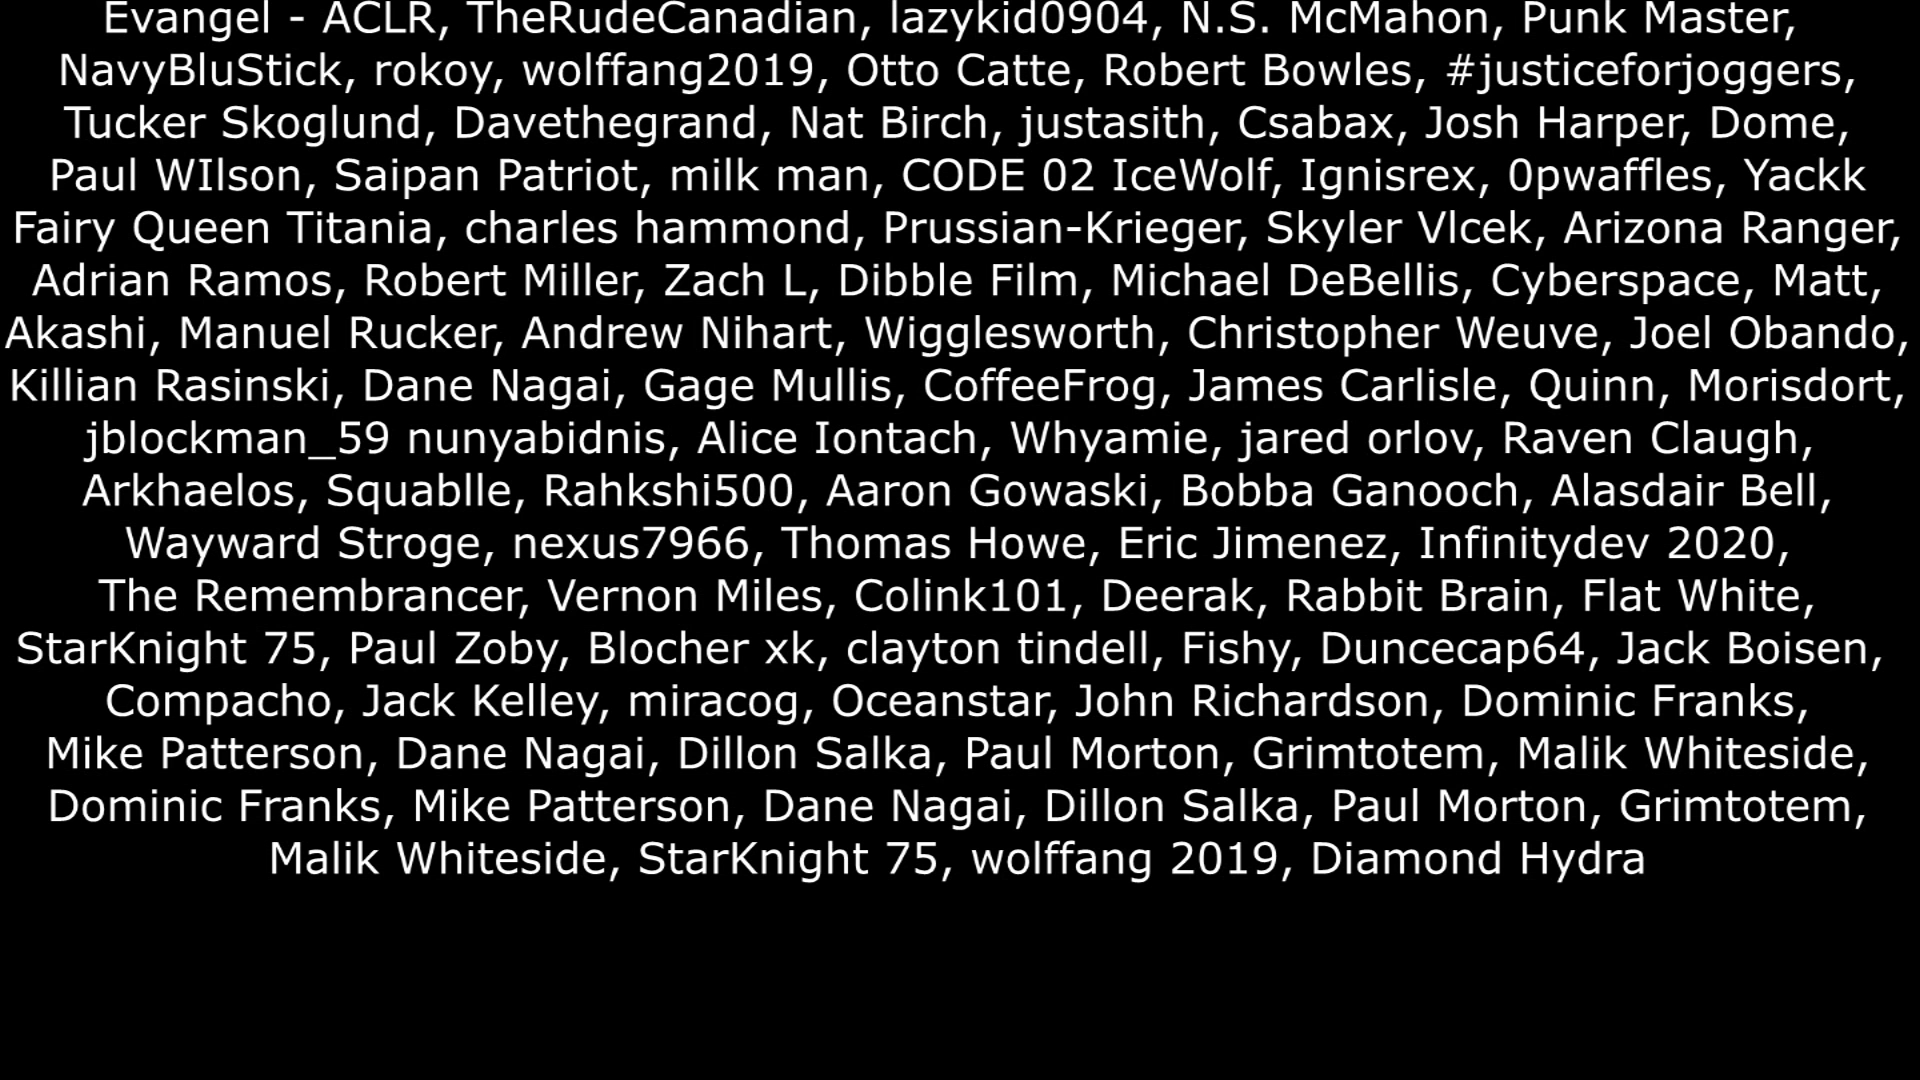 Evangel - ACLR, TheRudeCanadian, lazykid0904, N.S. McMahon, Punk Master,
NavyBluStick, rokoy, wolffang2019, Otto Catte, Robert Bowles, #justiceforjoggers,
Tucker Skoglund, Davethegrand, Nat Birch, justasith, Csabax, Josh Harper, Dome,
Paul WIlson, Saipan Patriot, milk man, CODE 02 IceWolf, Ignisrex, 0pwaffles, Yackk
Fairy Queen Titania, charles hammond, Prussian-Krieger, Skyler Vlcek, Arizona Ranger,
Adrian Ramos, Robert Miller, Zach L, Dibble Film, Michael DeBellis, Cyberspace, Matt,
Akashi, Manuel Rucker, Andrew Nihart, Wigglesworth, Christopher Weuve, Joel Obando,
Killian Rasinski, Dane Nagai, Gage Mullis, CoffeeFrog, James Carlisle, Quinn, Morisdort,
jblockman_59 nunyabidnis, Alice Iontach, Whyamie, jared orlov, Raven Claugh,
Arkhaelos, Squablle, Rahkshi500, Aaron Gowaski, Bobba Ganooch, Alasdair Bell,
Wayward Stroge, nexus7966, Thomas Howe, Eric Jimenez, Infinitydev 2020,
The Remembrancer, Vernon Miles, Colink101, Deerak, Rabbit Brain, Flat White,
StarKnight 75, Paul Zoby, Blocher xk, clayton tindell, Fishy, Duncecap64, Jack Boisen,
Compacho, Jack Kelley, miracog, Oceanstar, John Richardson, Dominic Franks,
Mike Patterson, Dane Nagai, Dillon Salka, Paul Morton, Grimtotem, Malik Whiteside,
Dominic Franks, Mike Patterson, Dane Nagai, Dillon Salka, Paul Morton, Grimtotem,
Malik Whiteside, StarKnight 75, wolffang 2019, Diamond Hydra